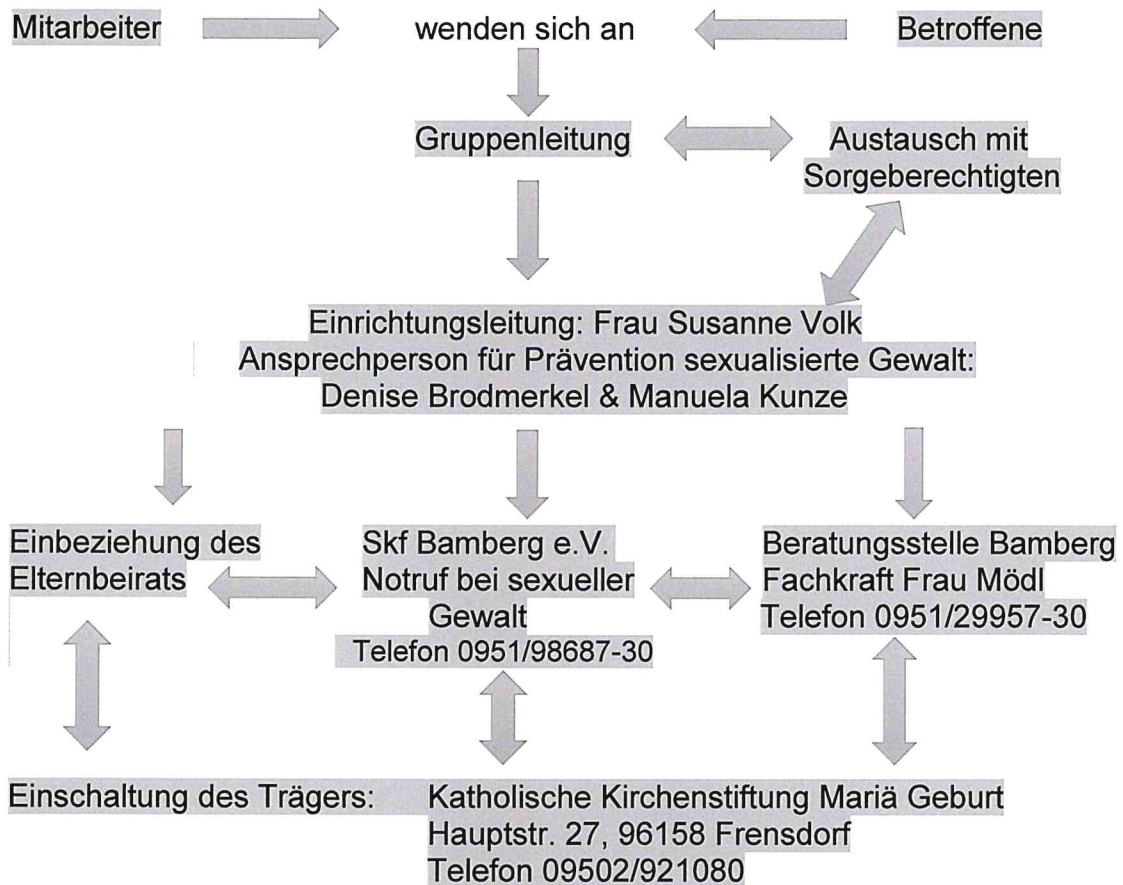 Mitarbeiter wenden sich an Betroffene
Gruppenleitung
Austausch mit
Sorgeberechtigten
Einrichtungsleitung: Frau Susanne Volk
Ansprechperson für Prävention sexualisierte Gewalt:
Denise Brodmerkel & Manuela Kunze
Einbeziehung des
Elternbeirats
Skf Bamberg e.V.
Notruf bei sexueller
Gewalt
Telefon 0951/98687-30
Beratungsstelle Bamberg
Fachkraft Frau Mödl
Telefon 0951/29957-30
Einschaltung des Trägers: Katholische Kirchenstiftung Mariä Geburt
Hauptstr. 27, 96158 Frensdorf
Telefon 09502/921080